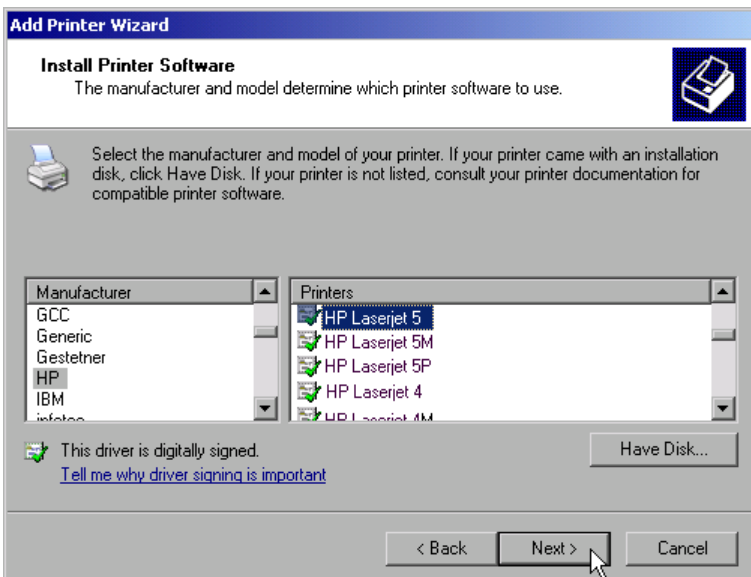 Add Printer Wizard
Install Printer Software
The manufacturer and model determine which printer software to use.
Select the manufacturer and model of your printer. If your printer came with an installation
disk, click Have Disk. If your printer is not listed, consult your printer documentation for
compatible printer software.
Manufacturer
GCC
Generic
Gestetner
HP
IBM
infotec
Printers
HP Laserjet 5
HP Laserjet 5M
HP Laserjet 5P
HP Laserjet 4
HP Laserjet 4M
This driver is digitally signed.
Tell me why driver signing is important
Have Disk...
< Back
Next >
Cancel